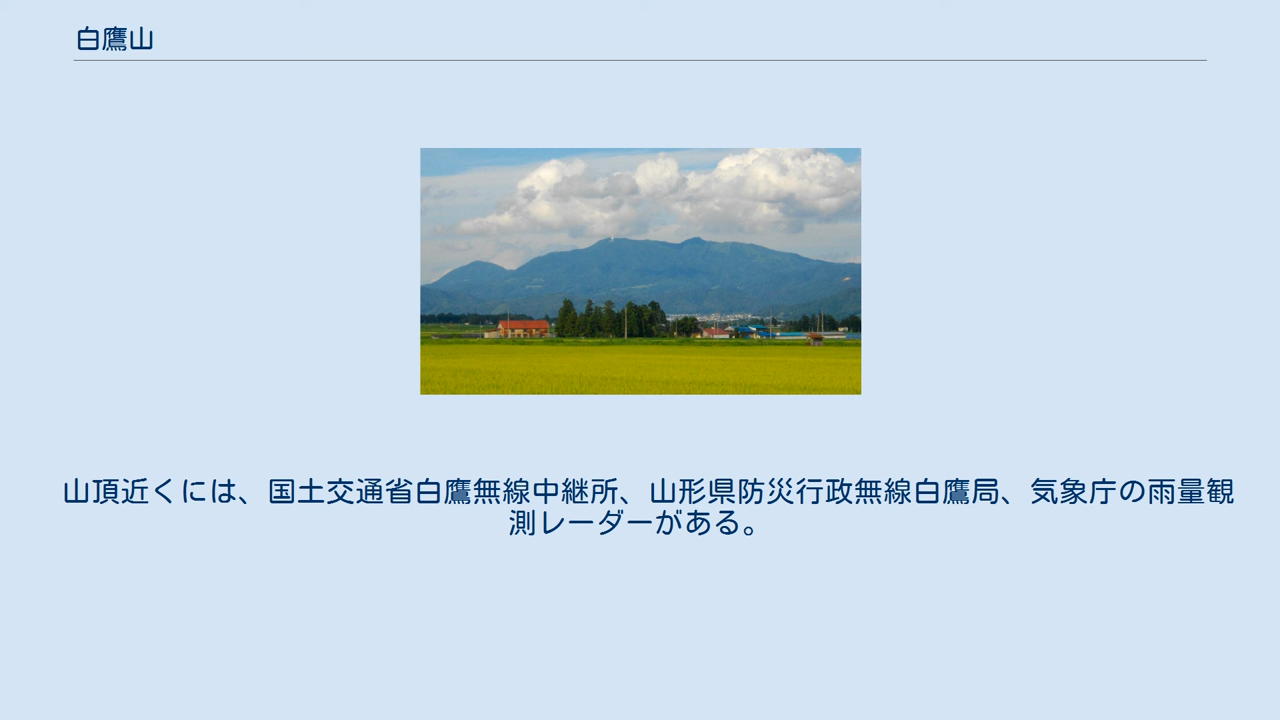 白鷹山
山頂近くには、国土交通省白鷹無線中継所、山形県防災行政無線白鷹局、気象庁の雨量観
測レーダーがある。